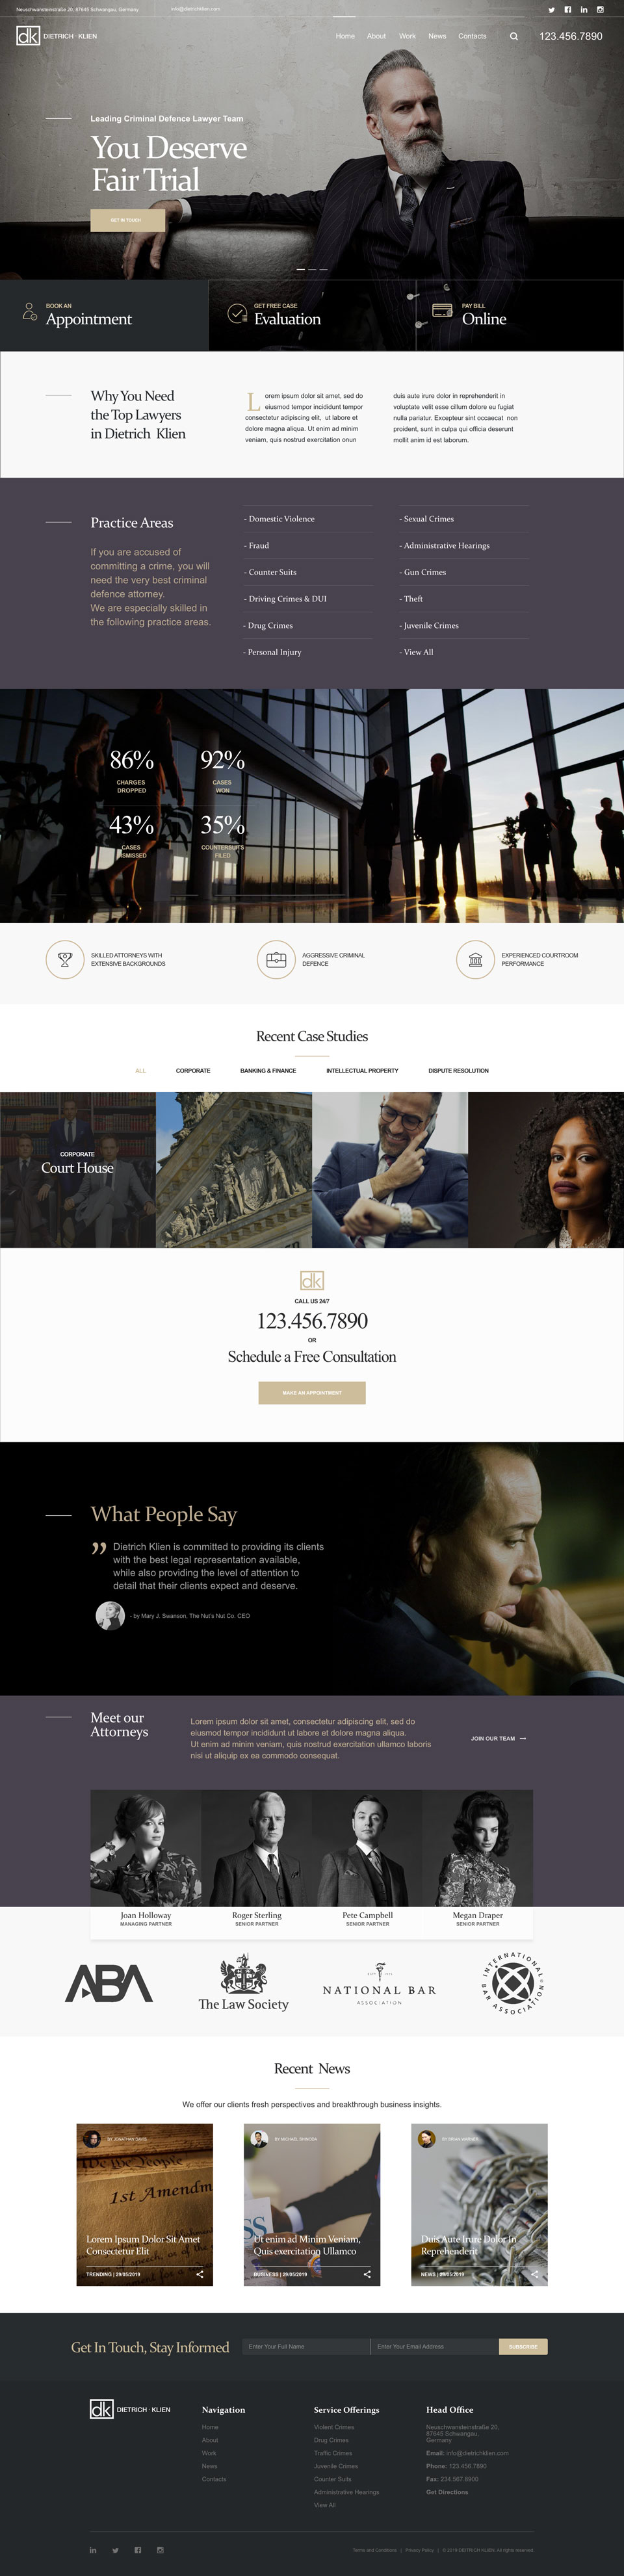 Neuschwansteinstraße 20, 87645 Schwangau, Germany
info@dietrichklien.com
dk DIETRICH · KLIEN
Home About Work News Contacts
123.456.7890
Leading Criminal Defence Lawyer Team
You Deserve
Fair Trial
GET IN TOUCH
BOOK AN
Appointment
GET FREE CASE
Evaluation
PAY BILL
Online
Why You Need
the Top Lawyers
in Dietrich Klien
Lorem ipsum dolor sit amet, sed do
eiusmod tempor incididunt tempor
consectetur adipiscing elit, ut labore et
dolore magna aliqua. Ut enim ad minim
veniam, quis nostrud exercitation onun
duis aute irure dolor in reprehenderit in
voluptate velit esse cillum dolore eu fugiat
nulla pariatur. Excepteur sint occaecat non
proident, sunt in culpa qui officia deserunt
mollit anim id est laborum.
Practice Areas
If you are accused of
committing a crime, you will
need the very best criminal
defence attorney.
We are especially skilled in
the following practice areas.
- Domestic Violence
- Fraud
- Counter Suits
- Driving Crimes & DUI
- Drug Crimes
- Personal Injury
- Sexual Crimes
- Administrative Hearings
- Gun Crimes
- Theft
- Juvenile Crimes
- View All
86%
CHARGES
DROPPED
92%
CASES
WON
43%
CASES
DISMISSED
35%
COUNTERSUITS
FILED
SKILLED ATTORNEYS WITH
EXTENSIVE BACKGROUNDS
AGGRESSIVE CRIMINAL
DEFENCE
EXPERIENCED COURTROOM
PERFORMANCE
Recent Case Studies
ALL CORPORATE BANKING & FINANCE INTELLECTUAL PROPERTY DISPUTE RESOLUTION
CORPORATE
Court House
dk
CALL US 24/7
123.456.7890
OR
Schedule a Free Consultation
MAKE AN APPOINTMENT
What People Say
” Dietrich Klien is committed to providing its clients
with the best legal representation available,
while also providing the level of attention to
detail that their clients expect and deserve.
- by Mary J. Swanson, The Nut's Nut Co. CEO
Meet our
Attorneys
Lorem ipsum dolor sit amet, consectetur adipiscing elit, sed do
eiusmod tempor incididunt ut labore et dolore magna aliqua.
Ut enim ad minim veniam, quis nostrud exercitation ullamco laboris
nisi ut aliquip ex ea commodo consequat.
JOIN OUR TEAM →
Joan Holloway
MANAGING PARTNER
Roger Sterling
SENIOR PARTNER
Pete Campbell
SENIOR PARTNER
Megan Draper
SENIOR PARTNER
ABA
The Law Society
NATIONAL BAR
ASSOCIATION
INTERNATIONAL BAR ASSOCIATION
Recent News
We offer our clients fresh perspectives and breakthrough business insights.
BY JONATHAN DAVIS
We the People
1st Amendm
Lorem Ipsum Dolor Sit Amet
Consectetur Elit
TRENDING | 29/05/2019
BY MICHAEL SHINODA
Ut enim ad Minim Veniam,
Quis exercitation Ullamco
BUSINESS | 29/05/2019
BY BRIAN WARNER
Duis Aute Irure Dolor In
Reprehenderit
NEWS | 29/05/2019
Get In Touch, Stay Informed
Enter Your Full Name
Enter Your Email Address
SUBSCRIBE
dk DIETRICH · KLIEN
Navigation
Home
About
Work
News
Contacts
Service Offerings
Violent Crimes
Drug Crimes
Traffic Crimes
Juvenile Crimes
Counter Suits
Administrative Hearings
View All
Head Office
Neuschwansteinstraße 20,
87645 Schwangau,
Germany
Email: info@dietrichklien.com
Phone: 123.456.7890
Fax: 234.567.8900
Get Directions
Terms and Conditions | Privacy Policy | © 2019 DIETRICH KLIEN. All rights reserved.